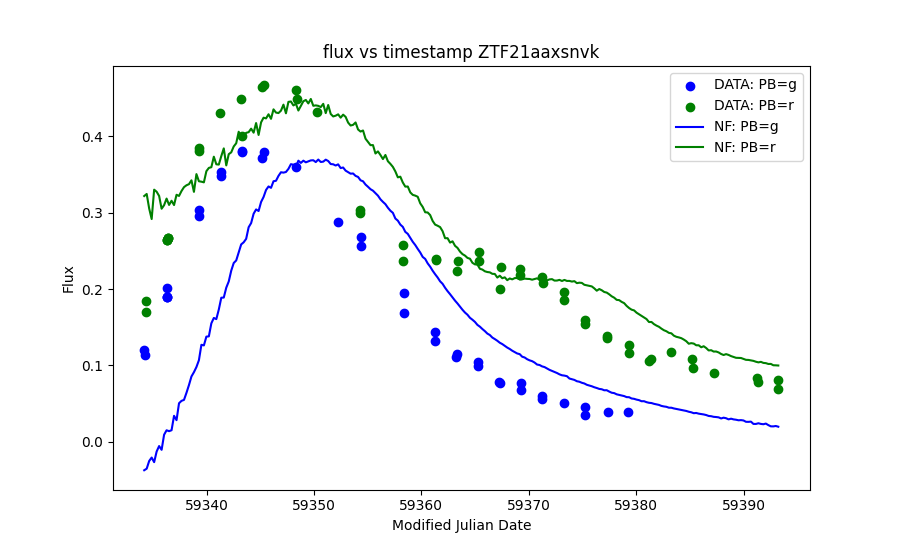 flux vs timestamp ZTF21aaxsnvk
DATA: PB=g
DATA: PB=r
NF: PB=g
NF: PB=r
Flux
0.4
0.3
0.2
0.1
0.0
59340 59350 59360 59370 59380 59390
Modified Julian Date